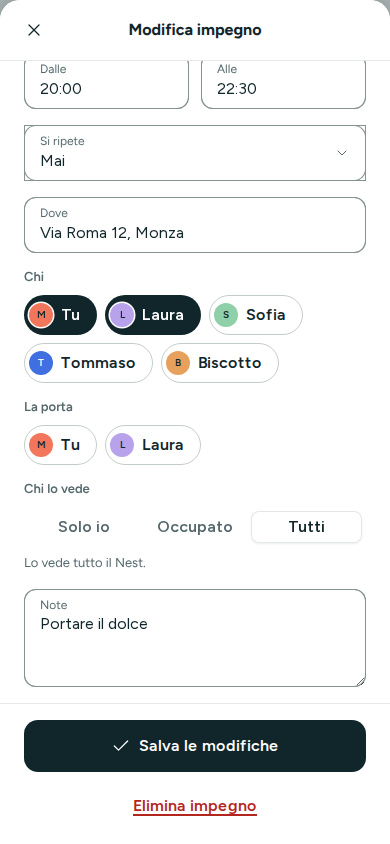 Modifica impegno
Dalle
Alle
20:00
22:30
Si ripete
Mai
Dove
Via Roma 12, Monza
Chi
M Tu
L Laura
S Sofia
T Tommaso
B Biscotto
La porta
M Tu
L Laura
Chi lo vede
Solo io
Occupato
Tutti
Lo vede tutto il Nest.
Note
Portare il dolce
Salva le modifiche
Elimina impegno